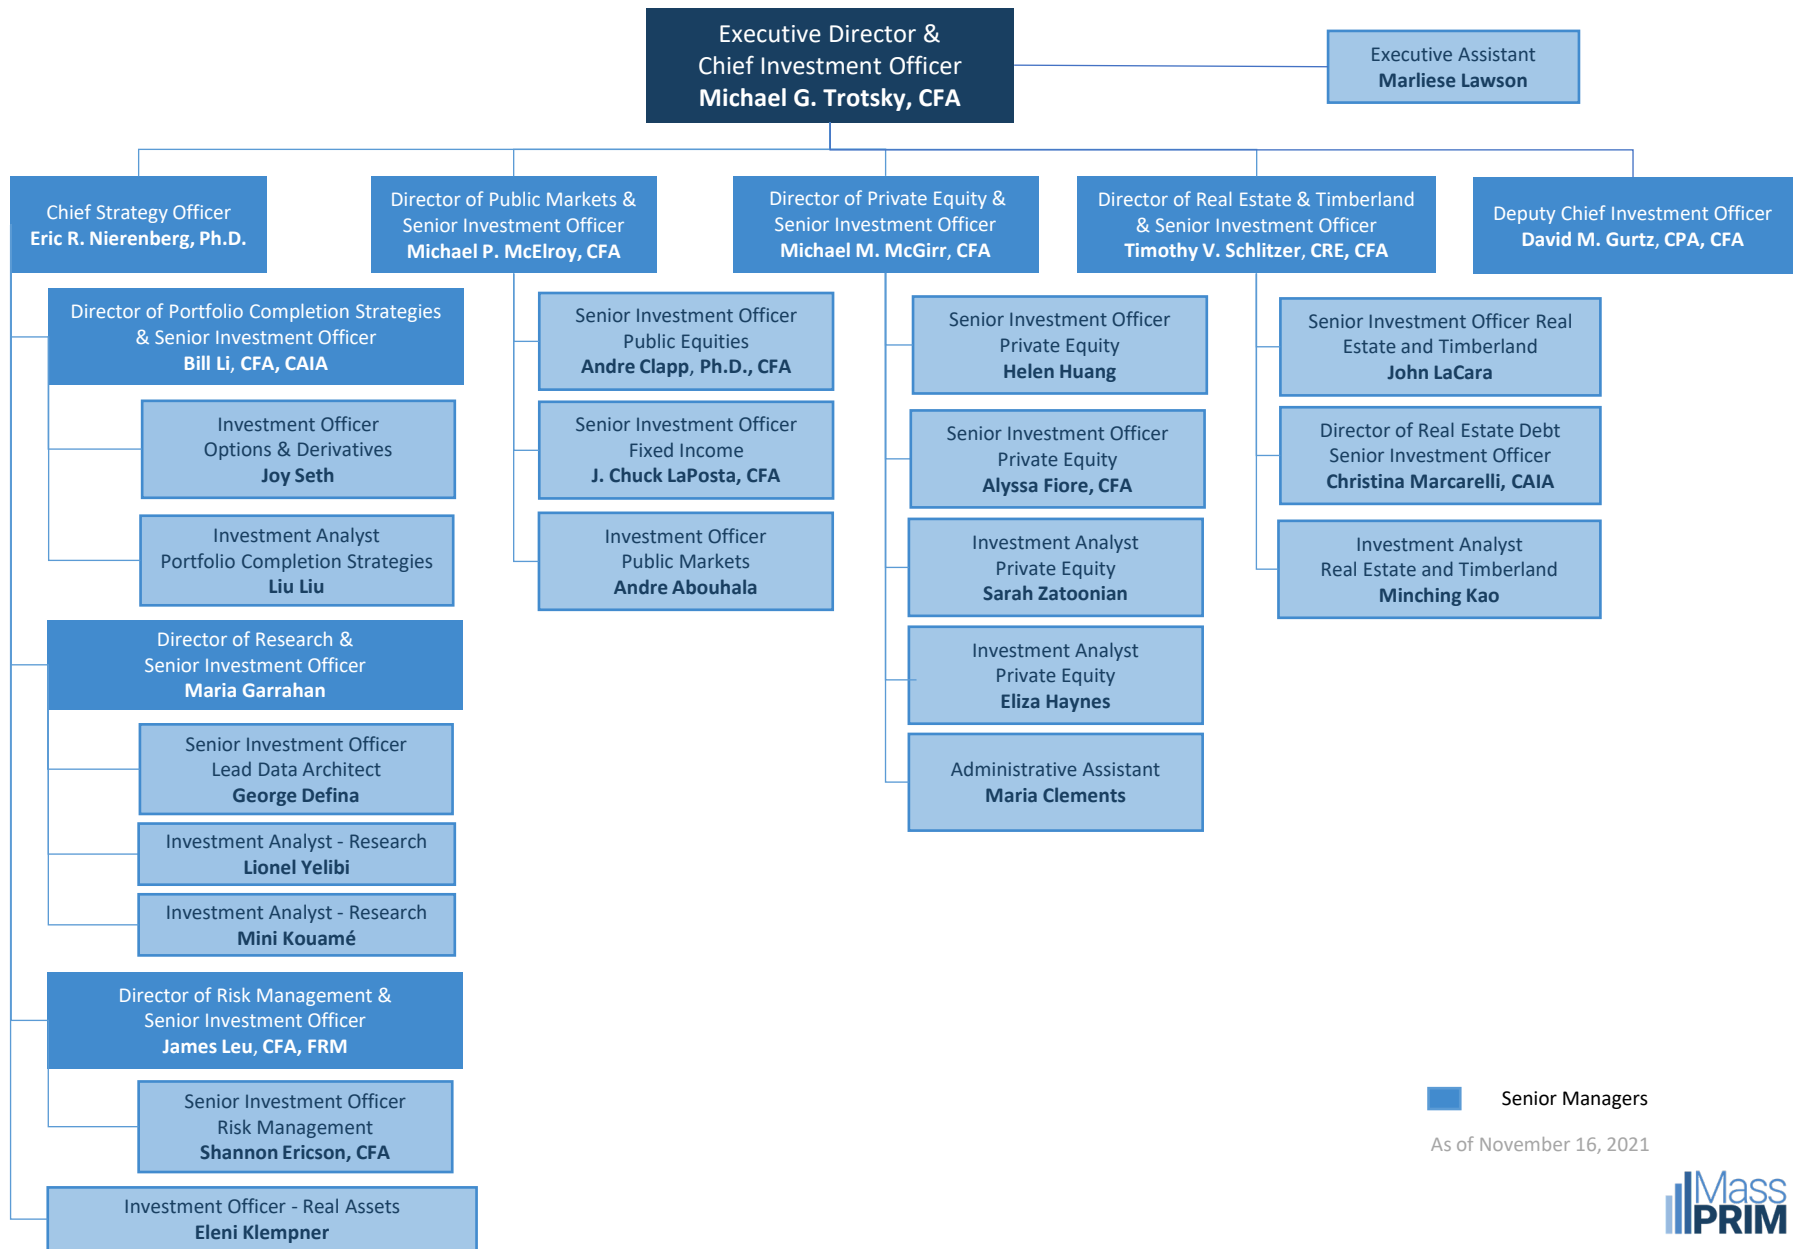 Executive Director &
Chief Investment Officer
Michael G. Trotsky, CFA
Executive Assistant
Marliese Lawson
Chief Strategy Officer
Eric R. Nierenberg, Ph.D.
Director of Portfolio Completion Strategies
& Senior Investment Officer
Bill Li, CFA, CAIA
Investment Officer
Options & Derivatives
Joy Seth
Investment Analyst
Portfolio Completion Strategies
Liu Liu
Director of Research &
Senior Investment Officer
Maria Garrahan
Senior Investment Officer
Lead Data Architect
George Defina
Investment Analyst - Research
Lionel Yelibi
Investment Analyst - Research
Mini Kouamé
Director of Risk Management &
Senior Investment Officer
James Leu, CFA, FRM
Senior Investment Officer
Risk Management
Shannon Ericson, CFA
Investment Officer - Real Assets
Eleni Klempner
Director of Public Markets &
Senior Investment Officer
Michael P. McElroy, CFA
Senior Investment Officer
Public Equities
Andre Clapp, Ph.D., CFA
Senior Investment Officer
Fixed Income
J. Chuck LaPosta, CFA
Investment Officer
Public Markets
Andre Abouhala
Director of Private Equity &
Senior Investment Officer
Michael M. McGirr, CFA
Senior Investment Officer
Private Equity
Helen Huang
Senior Investment Officer
Private Equity
Alyssa Fiore, CFA
Investment Analyst
Private Equity
Sarah Zatoonian
Investment Analyst
Private Equity
Eliza Haynes
Administrative Assistant
Maria Clements
Director of Real Estate & Timberland
& Senior Investment Officer
Timothy V. Schlitzer, CRE, CFA
Senior Investment Officer Real
Estate and Timberland
John LaCara
Director of Real Estate Debt
Senior Investment Officer
Christina Marcarelli, CAIA
Investment Analyst
Real Estate and Timberland
Minching Kao
Deputy Chief Investment Officer
David M. Gurtz, CPA, CFA
Senior Managers
As of November 16, 2021
Mass
PRIM